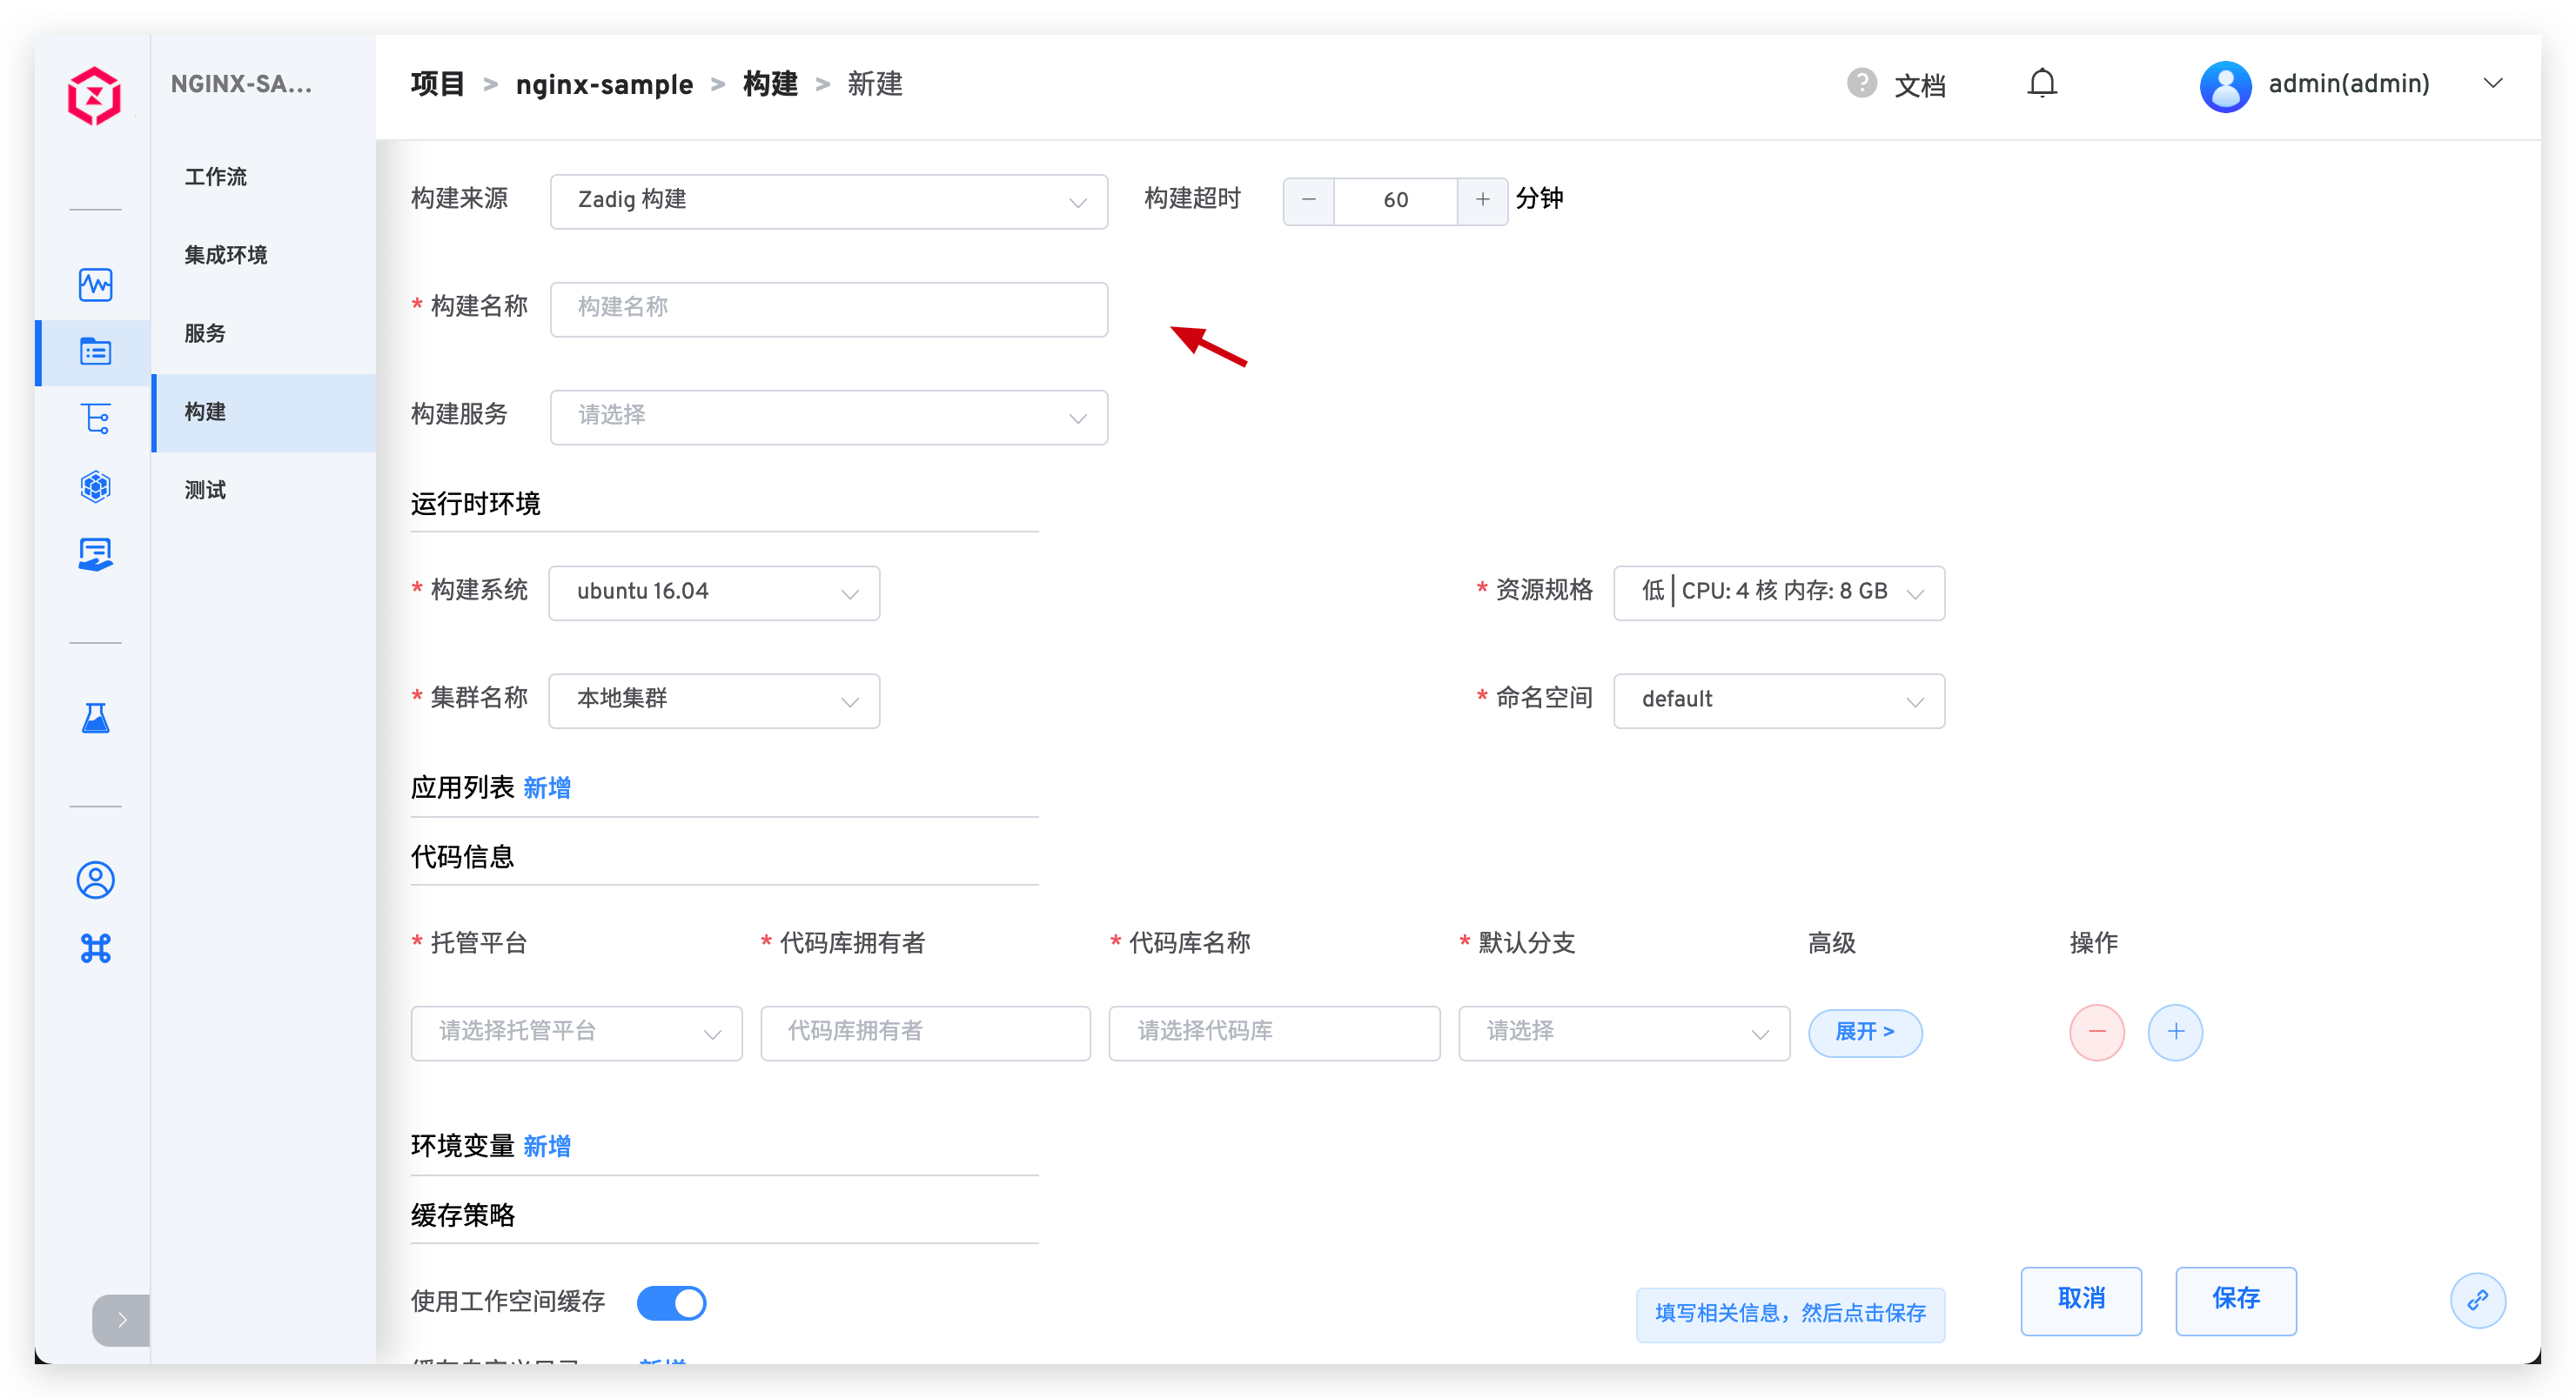 NGINX-SA...
工作流
集成环境
服务
构建
测试
项目 > nginx-sample > 构建 > 新建
? 文档
admin(admin)
构建来源 Zadig 构建 构建超时 − 60 + 分钟
* 构建名称 构建名称
构建服务 请选择
运行时环境
* 构建系统 ubuntu 16.04 * 资源规格 低 | CPU: 4 核 内存: 8 GB
* 集群名称 本地集群 * 命名空间 default
应用列表 新增
代码信息
* 托管平台 * 代码库拥有者 * 代码库名称 * 默认分支 高级 操作
请选择托管平台 代码库拥有者 请选择代码库 请选择 展开 > − +
环境变量 新增
缓存策略
使用工作空间缓存
填写相关信息，然后点击保存 取消 保存